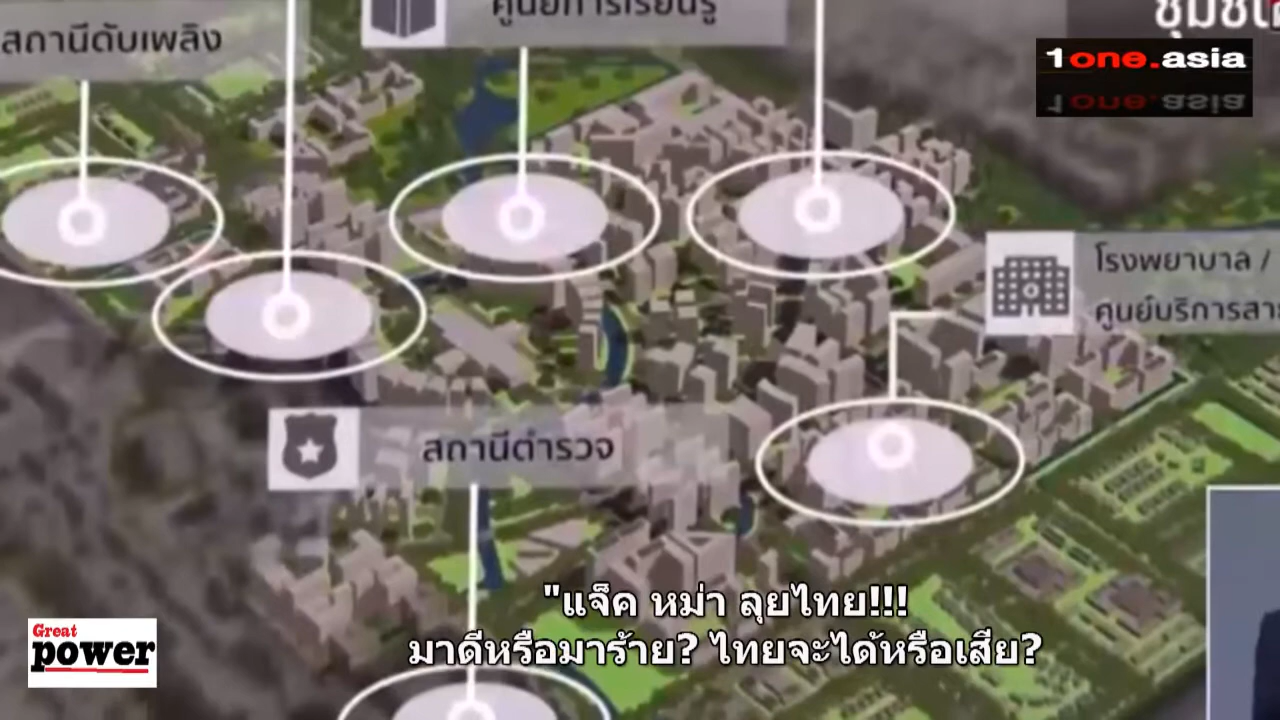 ศูนย์การเรียนรู้
สถานีดับเพลิง
1one.asia
โรงพยาบาล /
สถานีตำรวจ
"แจ็ค หม่า ลุยไทย!!!
มาดีหรือมาร้าย? ไทยจะได้หรือเสีย?
Great
power